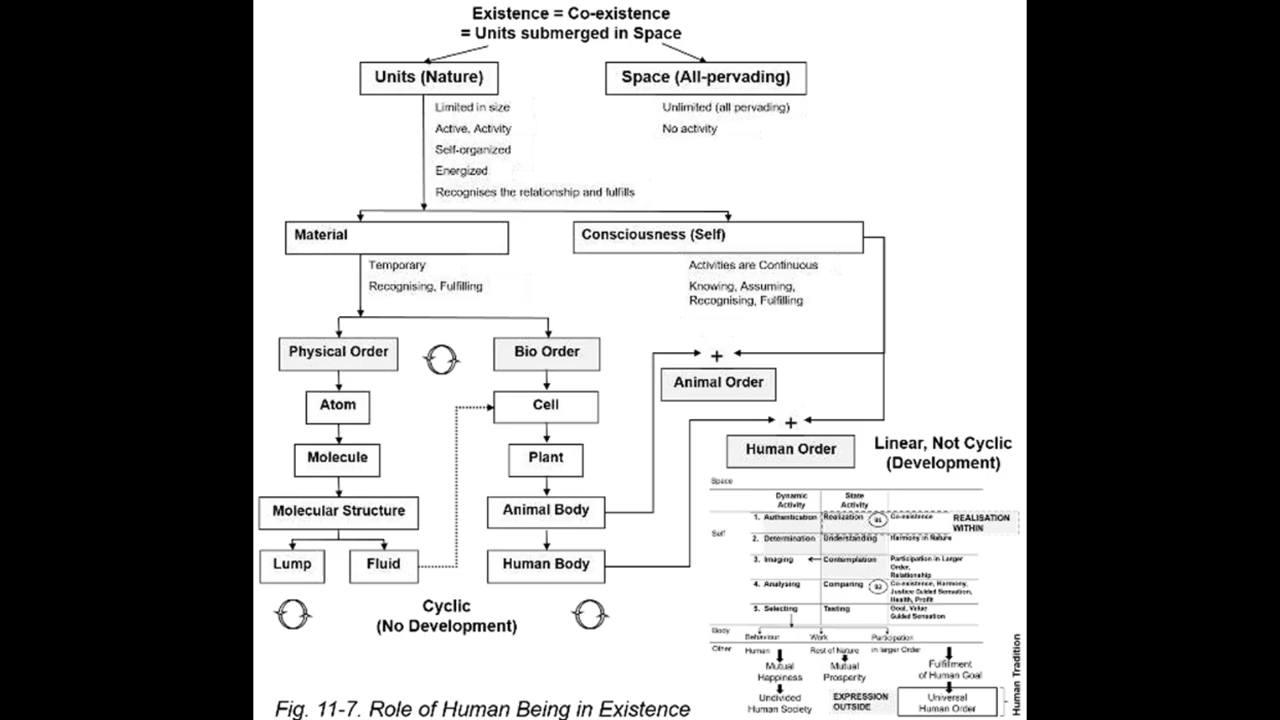 Existence = Co-existence
= Units submerged in Space
Units (Nature)
Space (All-pervading)
Limited in size
Active, Activity
Self-organized
Energized
Recognises the relationship and fulfills
Unlimited (all pervading)
No activity
Material
Consciousness (Self)
Temporary
Recognising, Fulfilling
Activities are Continuous
Knowing, Assuming,
Recognising, Fulfilling
Physical Order
Bio Order
+
Animal Order
Atom
Cell
+
Human Order
Linear, Not Cyclic
(Development)
Molecule
Plant
Molecular Structure
Animal Body
Lump
Fluid
Human Body
Cyclic
(No Development)
Space
Dynamic
Activity
State
Activity
Self
1. Authentication
Realization
Co-existence
REALISATION
WITHIN
2. Determination
Understanding
Harmony in Nature
3. Imaging
Contemplation
Participation in Larger
Order,
Relationship
4. Analysing
Comparing
Co-existence, Harmony,
Justice Guided Sensation,
Health, Profit
5. Selecting
Tasting
Goal, Value
Guided Sensation
Body
Behaviour
Work
Participation
Other
Human
Rest of Nature
in larger Order
Mutual
Happiness
Mutual
Prosperity
Fulfillment
of Human Goal
Undivided
Human Society
EXPRESSION
OUTSIDE
Universal
Human Order
Human Tradition
Fig. 11-7. Role of Human Being in Existence